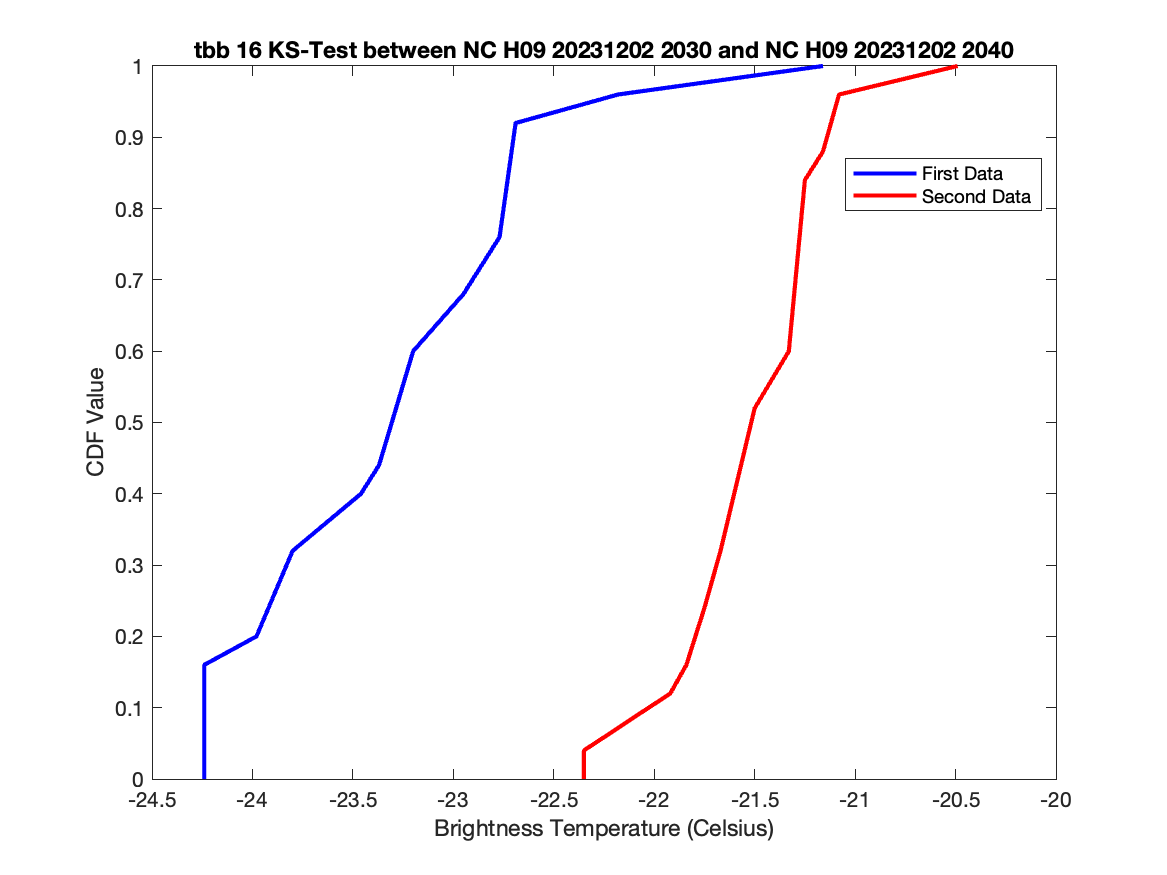 tbb 16 KS-Test between NC H09 20231202 2030 and NC H09 20231202 2040
1
0.9
0.8
0.7
0.6
0.5
0.4
0.3
0.2
0.1
0
CDF Value
First Data
Second Data
-24.5 -24 -23.5 -23 -22.5 -22 -21.5 -21 -20.5 -20
Brightness Temperature (Celsius)